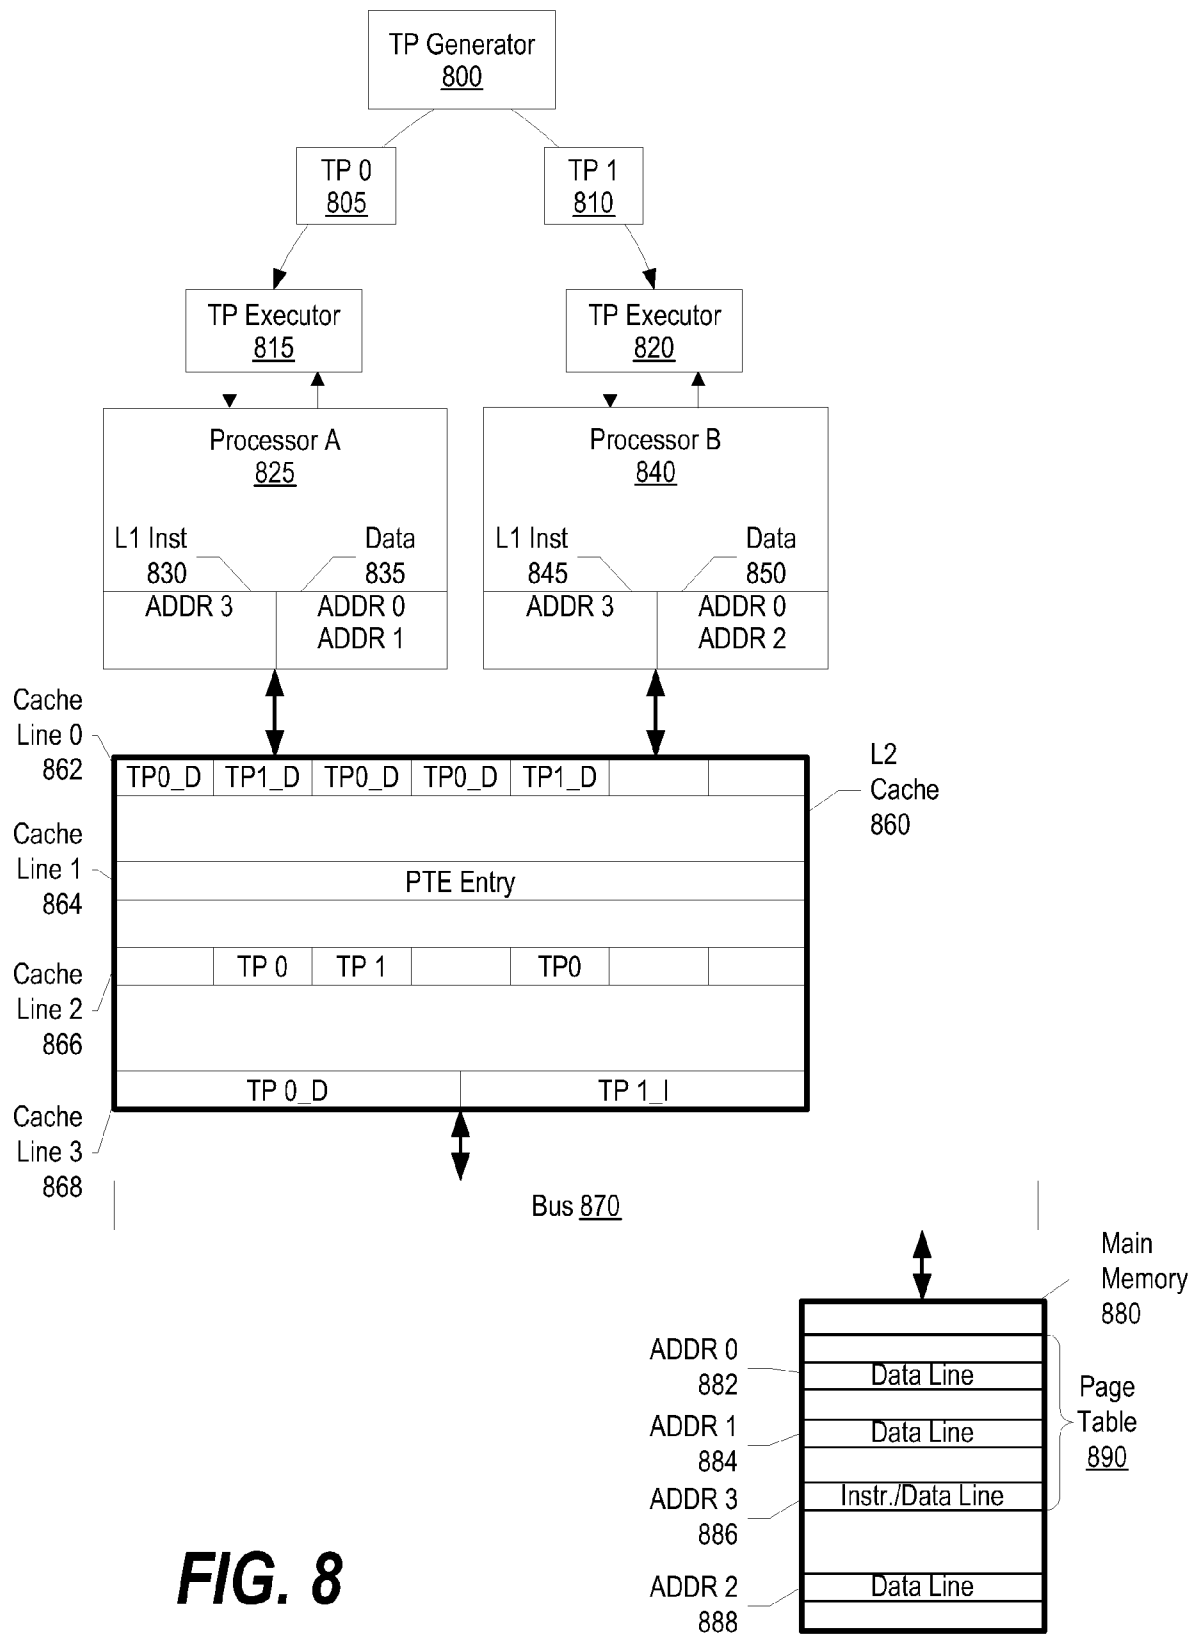 TP Generator
800
TP 0
805
TP 1
810
TP Executor
815
TP Executor
820
Processor A
825
Processor B
840
L1 Inst
830
Data
835
L1 Inst
845
Data
850
ADDR 3
ADDR 0
ADDR 1
ADDR 3
ADDR 0
ADDR 2
Cache
Line 0
862
TP0_D TP1_D TP0_D TP0_D TP1_D
L2
Cache
860
Cache
Line 1
864
PTE Entry
Cache
Line 2
866
TP 0 TP 1 TP0
Cache
Line 3
868
TP 0_D TP 1_I
Bus 870
Main
Memory
880
ADDR 0
882
Data Line
ADDR 1
884
Data Line
Page
Table
890
ADDR 3
886
Instr./Data Line
ADDR 2
888
Data Line
FIG. 8